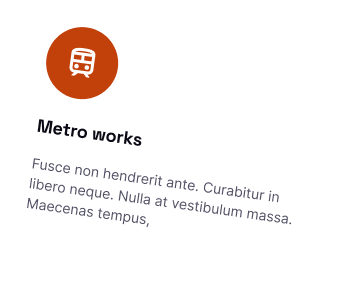 Metro works
Fusce non hendrerit ante. Curabitur in
libero neque. Nulla at vestibulum massa.
Maecenas tempus,